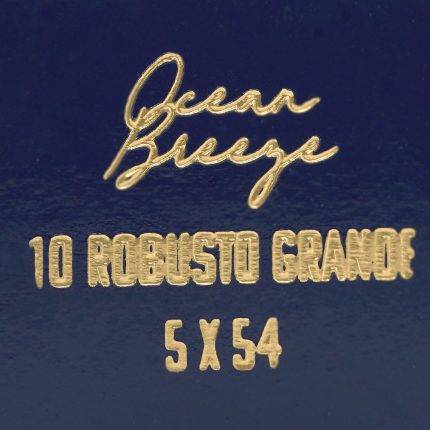 Ocean
Breeze
10 ROBUSTO GRANDE
5 X 54